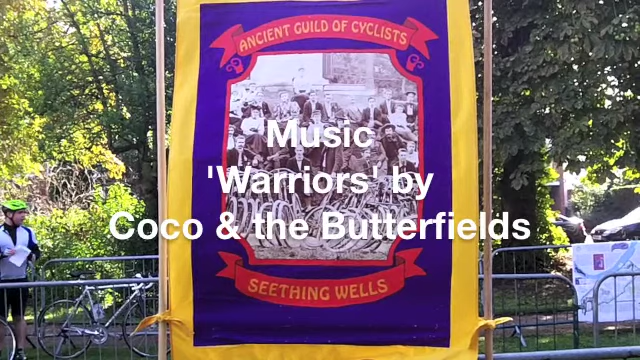 ANCIENT GUILD OF CYCLISTS
Music
'Warriors' by
Coco & the Butterfields
SEETHING WELLS